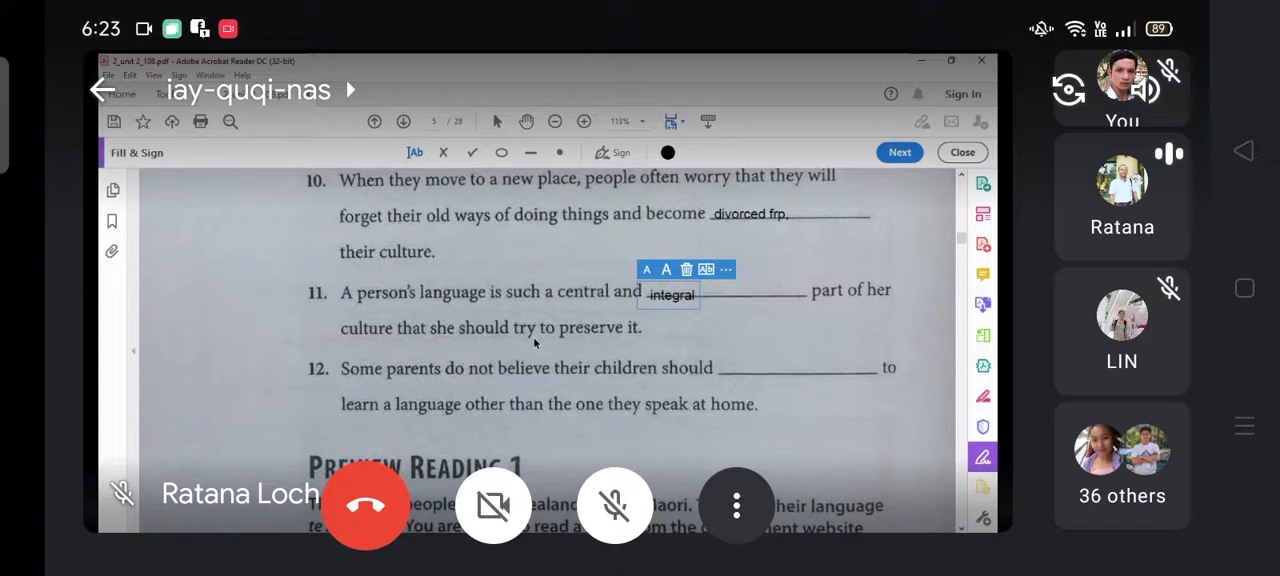 6:23
89
2_unit 2_108.pdf - Adobe Acrobat Reader DC (32-bit)
File Edit View Sign Window Help
iay-quqi-nas
Home
Sign In
You
5 / 28
113%
Fill & Sign
Ab
Sign
Next
Close
10. When they move to a new place, people often worry that they will
forget their old ways of doing things and become divorced frp,
their culture.
A A Ab ...
11. A person's language is such a central and integral part of her
culture that she should try to preserve it.
12. Some parents do not believe their children should to
learn a language other than the one they speak at home.
PREVIEW READING 1
Ratana
LIN
36 others
Ratana Loch